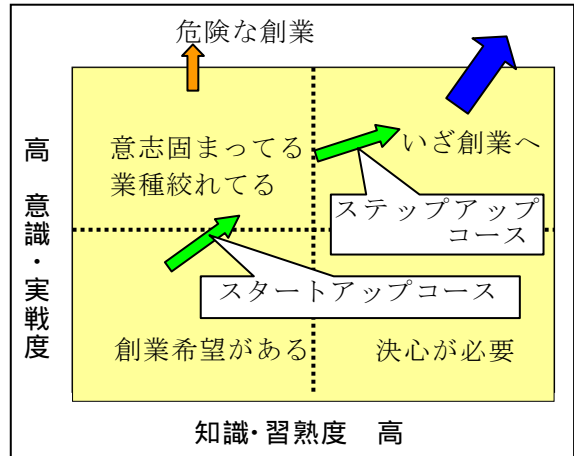 危険な創業
高 意識・実戦度
意志固まってる
業種絞れてる
いざ創業へ
ステップアップ
コース
スタートアップコース
創業希望がある
決心が必要
知識・習熟度 高